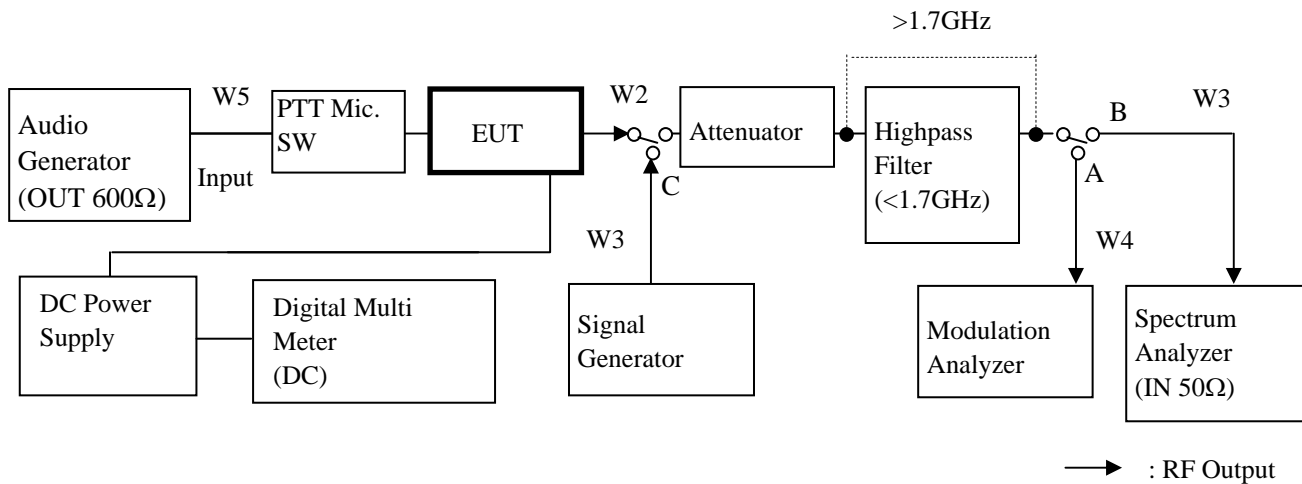 >1.7GHz
W5
W2
W3
Audio
Generator
(OUT 600Ω)
Input
PTT Mic.
SW
EUT
Attenuator
Highpass
Filter
(<1.7GHz)
B
A
C
W3
W4
DC Power
Supply
Digital Multi
Meter
(DC)
Signal
Generator
Modulation
Analyzer
Spectrum
Analyzer
(IN 50Ω)
: RF Output